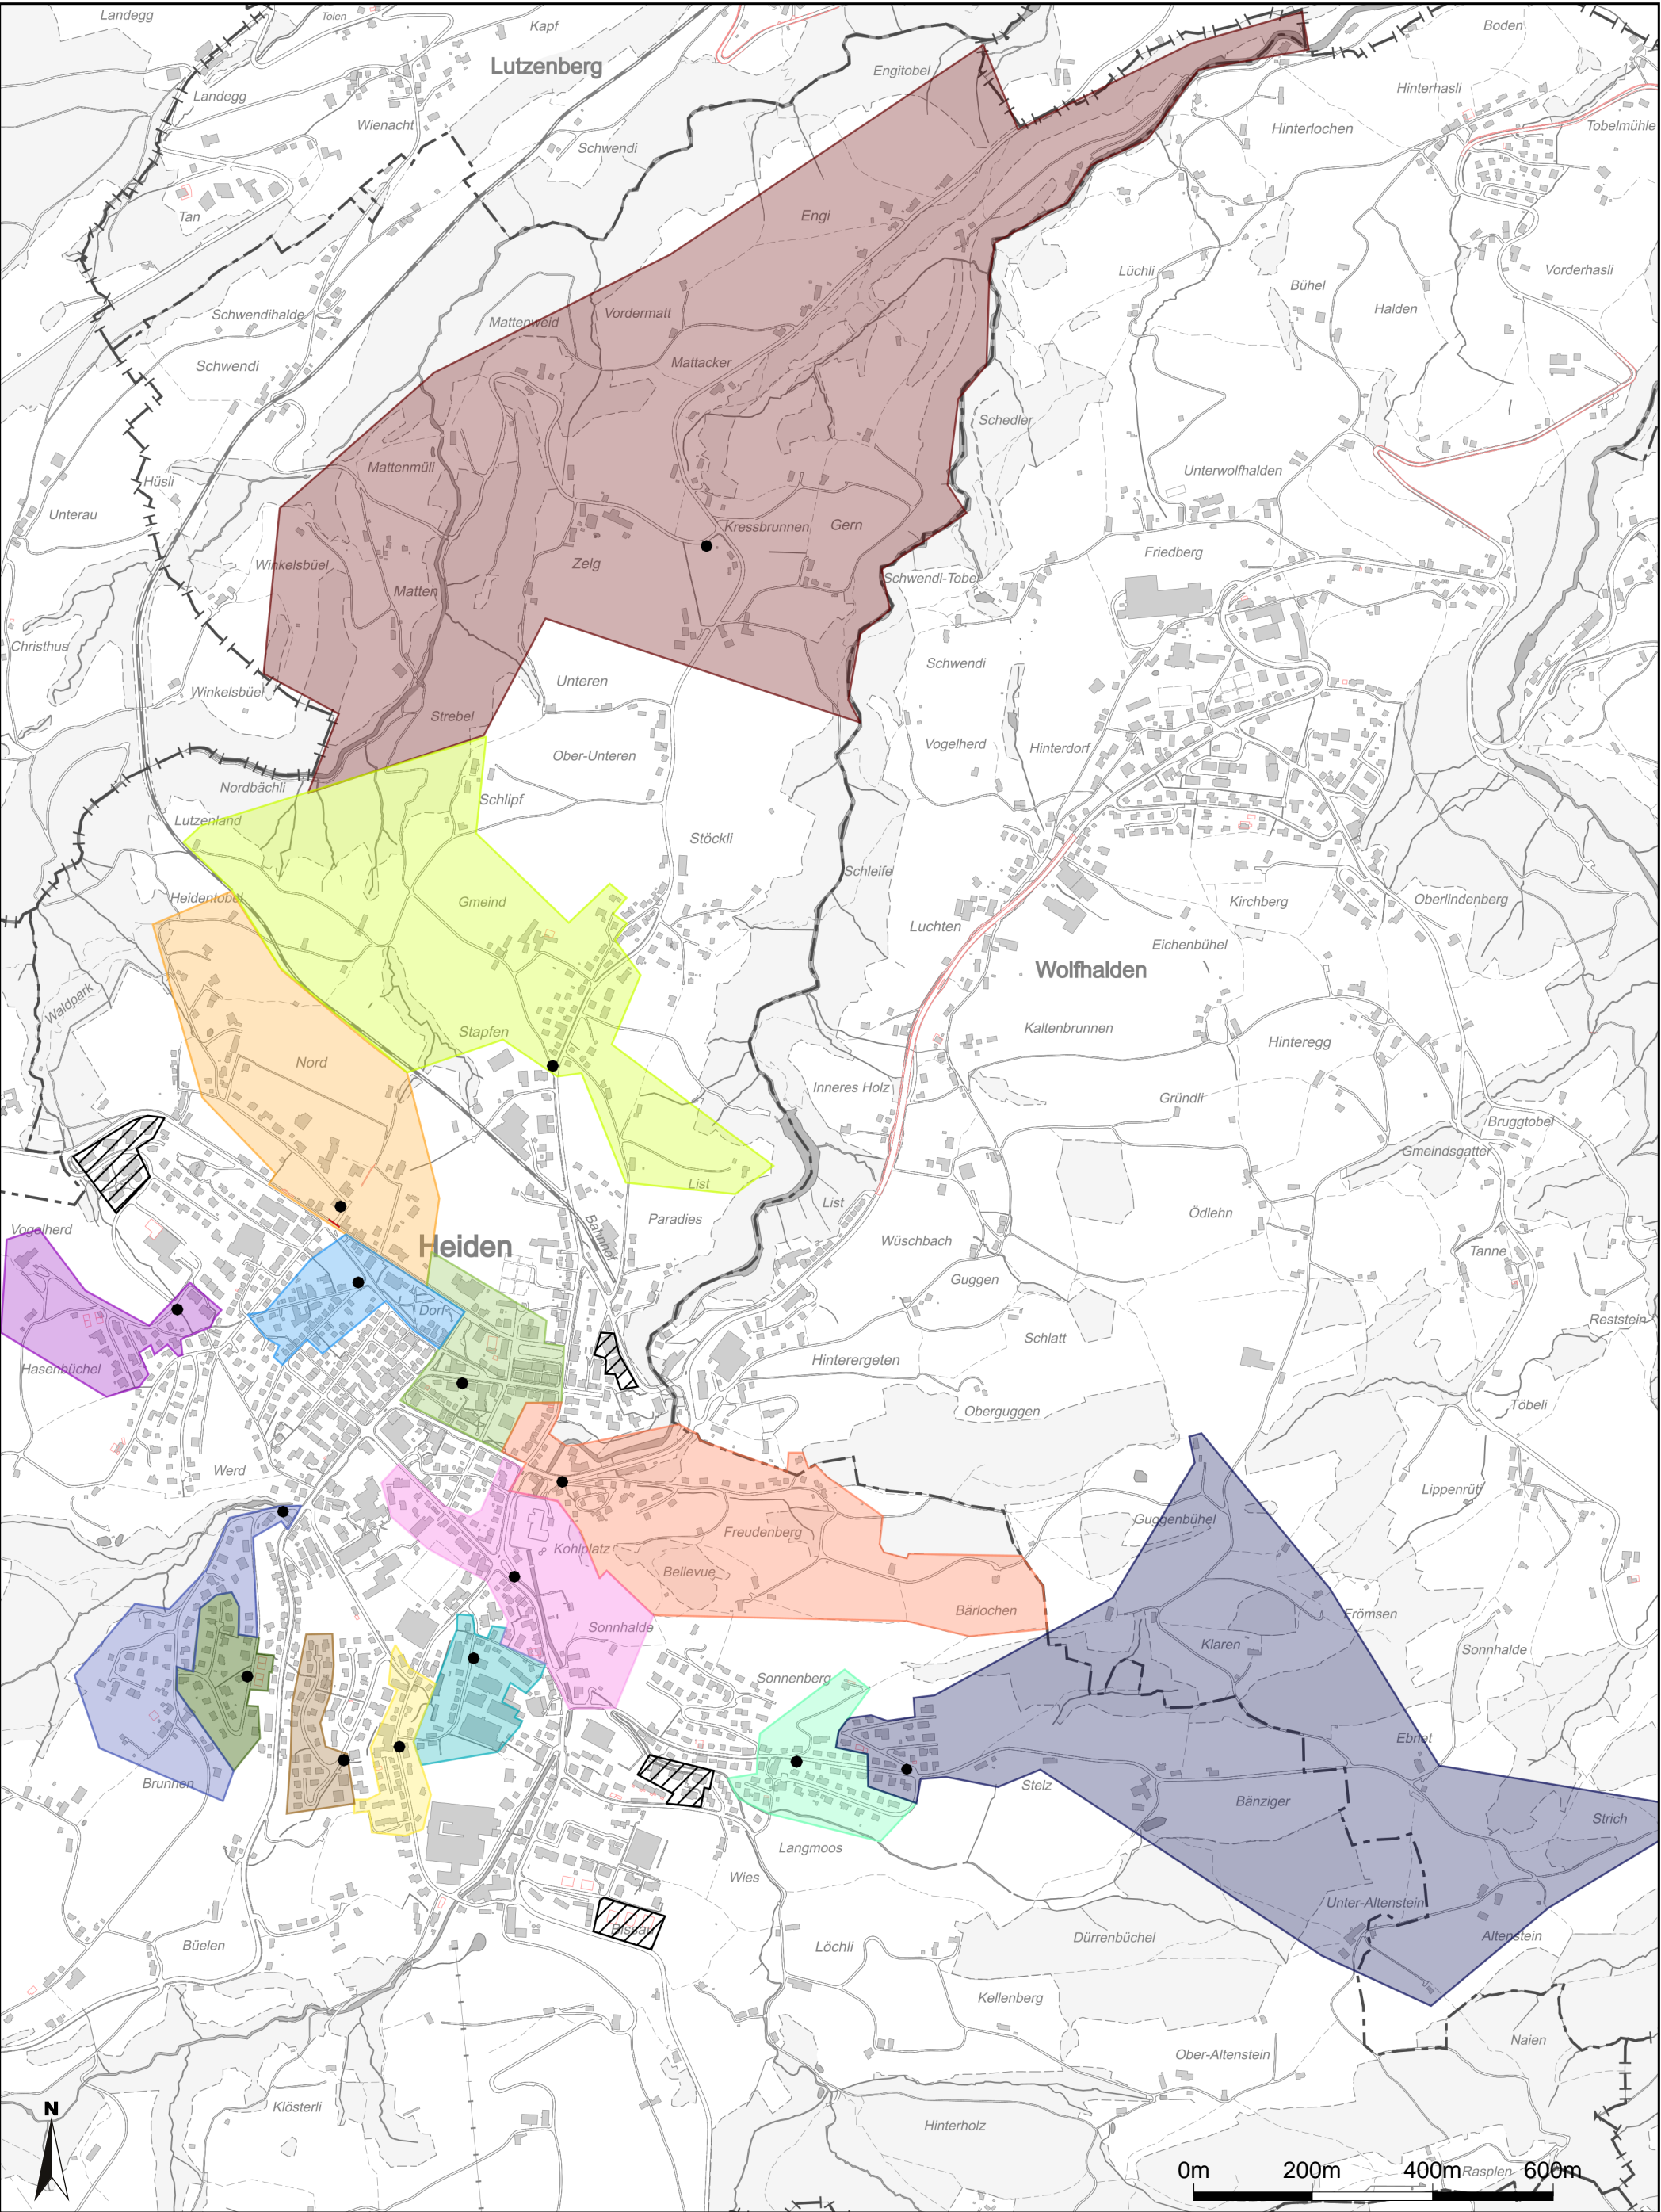 Landegg
Tolen
Kapf
Boden
Lutzenberg
Engitobel
Hinterhasli
Landegg
Wienacht
Hinterlochen
Tobelmühle
Schwendi
Tan
Engi
Lüchli
Vorderhasli
Bühel
Halden
Schwendihalde
Vordermatt
Mattenweid
Mattacker
Schwendi
Schedler
Mattenmüli
Unterwolfhalden
Hüsli
Unterau
Kressbrunnen
Gern
Friedberg
Winkelsbüel
Zelg
Schwendi-Tobel
Matten
Christhus
Schwendi
Unteren
Winkelsbüel
Strebel
Vogelherd
Hinterdorf
Ober-Unteren
Nordbächli
Schlipf
Lutzenland
Stöckli
Schleife
Heidentobel
Gmeind
Kirchberg
Oberlindenberg
Luchten
Eichenbühel
Wolfhalden
Waldpark
Stapfen
Kaltenbrunnen
Hinteregg
Nord
Inneres Holz
Gründli
Bruggtobel
Gmeindsgatter
List
List
Paradies
Ödlehn
Vogelherd
Bahnhof
Heiden
Wüschbach
Tanne
Guggen
Dorf
Reststein
Schlatt
Hasenbüchel
Hinterergeten
Töbeli
Oberguggen
Werd
Lippenrüti
Guggenbühel
Freudenberg
Kohlplatz
Bellevue
Bärlochen
Frömsen
Sonnhalde
Klaren
Sonnhalde
Sonnenberg
Ebnet
Brunnen
Stelz
Bänziger
Strich
Langmoos
Wies
Unter-Altenstein
Bissau
Altenstein
Büelen
Löchli
Dürrenbüchel
Kellenberg
Naien
Ober-Altenstein
Klösterli
N
Hinterholz
0m 200m 400m 600m
Rasplen